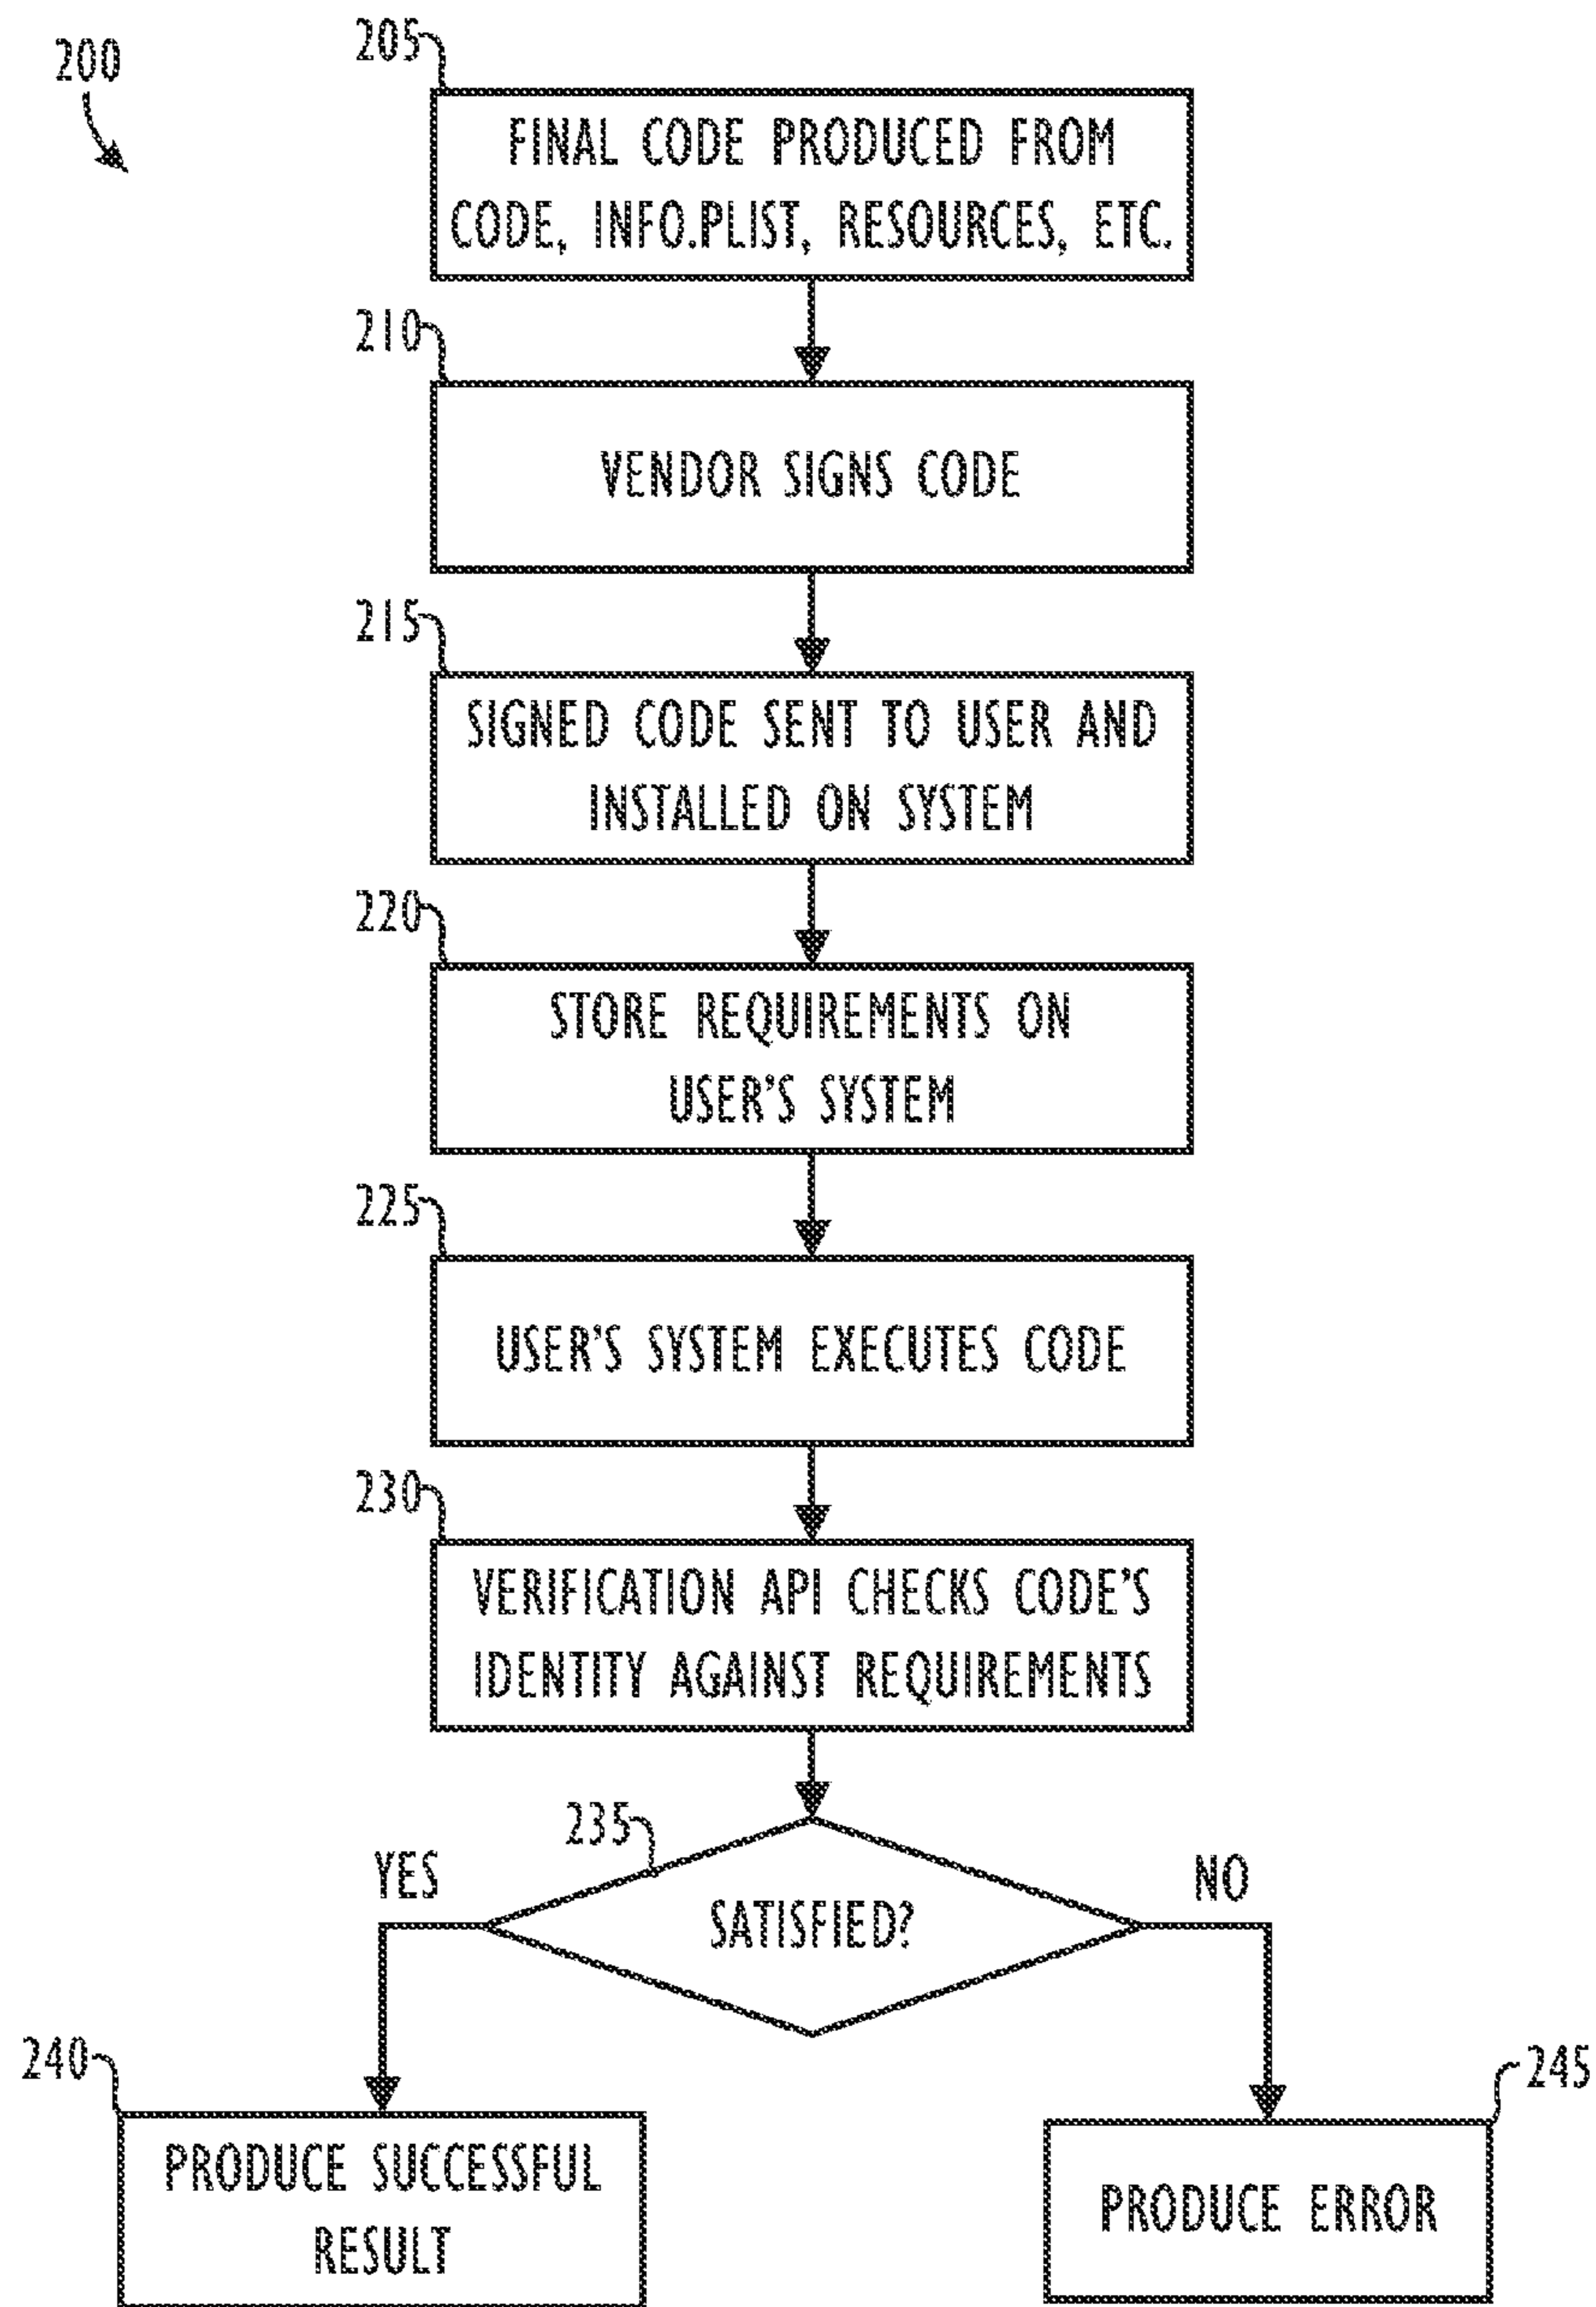 200
205
FINAL CODE PRODUCED FROM
CODE, INFO.PLIST, RESOURCES, ETC.
210
VENDOR SIGNS CODE
215
SIGNED CODE SENT TO USER AND
INSTALLED ON SYSTEM
220
STORE REQUIREMENTS ON
USER'S SYSTEM
225
USER'S SYSTEM EXECUTES CODE
230
VERIFICATION API CHECKS CODE'S
IDENTITY AGAINST REQUIREMENTS
235
YES
SATISFIED?
NO
240
PRODUCE SUCCESSFUL
RESULT
245
PRODUCE ERROR